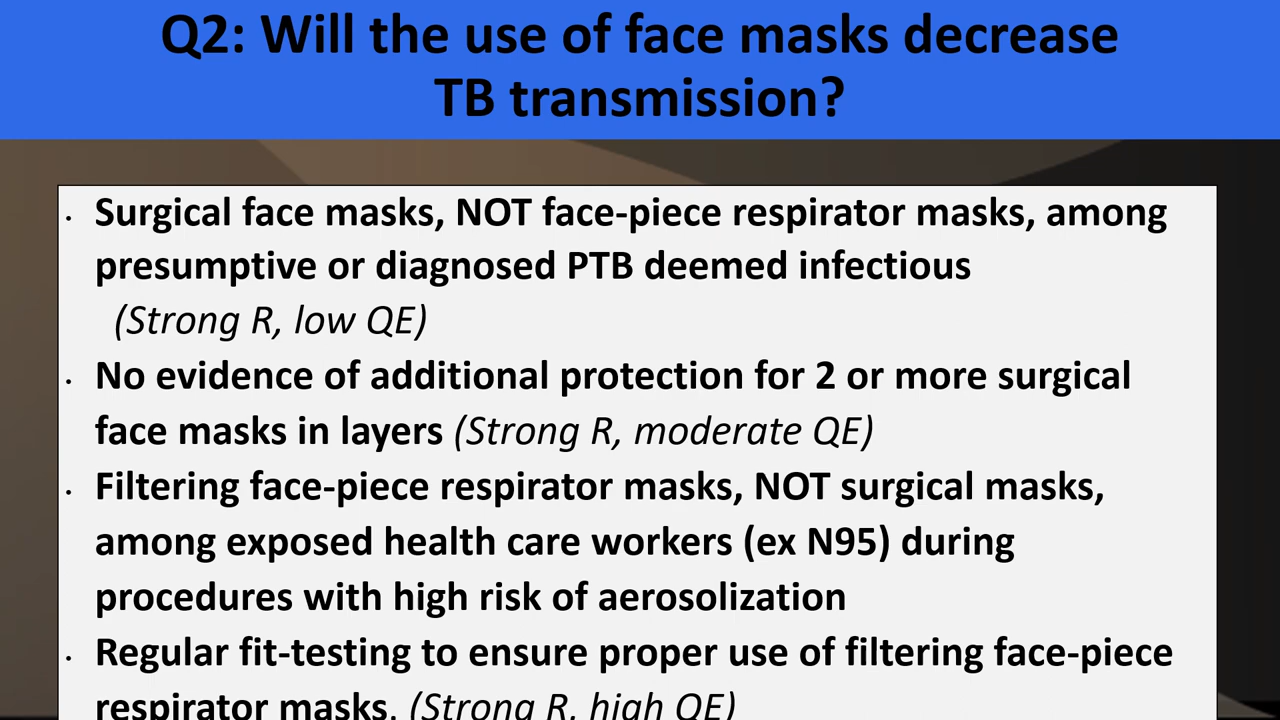 Q2: Will the use of face masks decrease
TB transmission?
· Surgical face masks, NOT face-piece respirator masks, among
presumptive or diagnosed PTB deemed infectious
(Strong R, low QE)
· No evidence of additional protection for 2 or more surgical
face masks in layers (Strong R, moderate QE)
· Filtering face-piece respirator masks, NOT surgical masks,
among exposed health care workers (ex N95) during
procedures with high risk of aerosolization
· Regular fit-testing to ensure proper use of filtering face-piece
respirator masks. (Strong R, high QE)